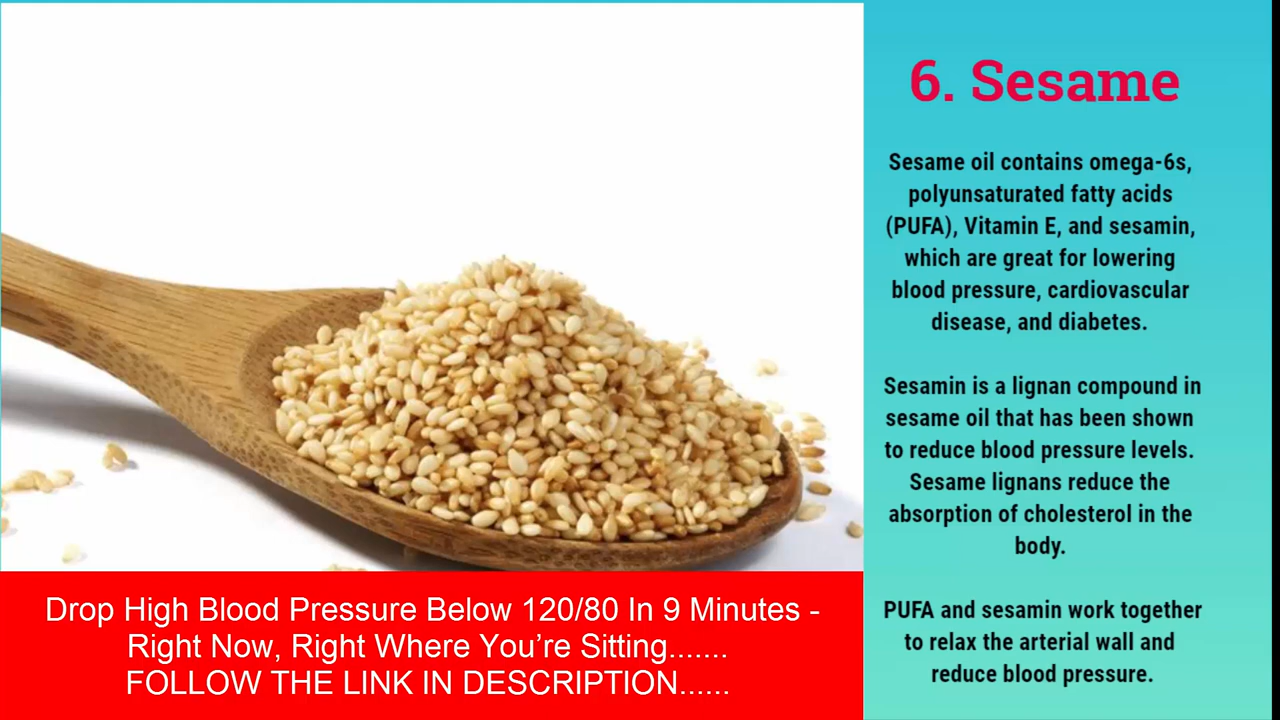 6. Sesame
Sesame oil contains omega-6s,
polyunsaturated fatty acids
(PUFA), Vitamin E, and sesamin,
which are great for lowering
blood pressure, cardiovascular
disease, and diabetes.
Sesamin is a lignan compound in
sesame oil that has been shown
to reduce blood pressure levels.
Sesame lignans reduce the
absorption of cholesterol in the
body.
PUFA and sesamin work together
to relax the arterial wall and
reduce blood pressure.
Drop High Blood Pressure Below 120/80 In 9 Minutes -
Right Now, Right Where You’re Sitting.......
FOLLOW THE LINK IN DESCRIPTION......